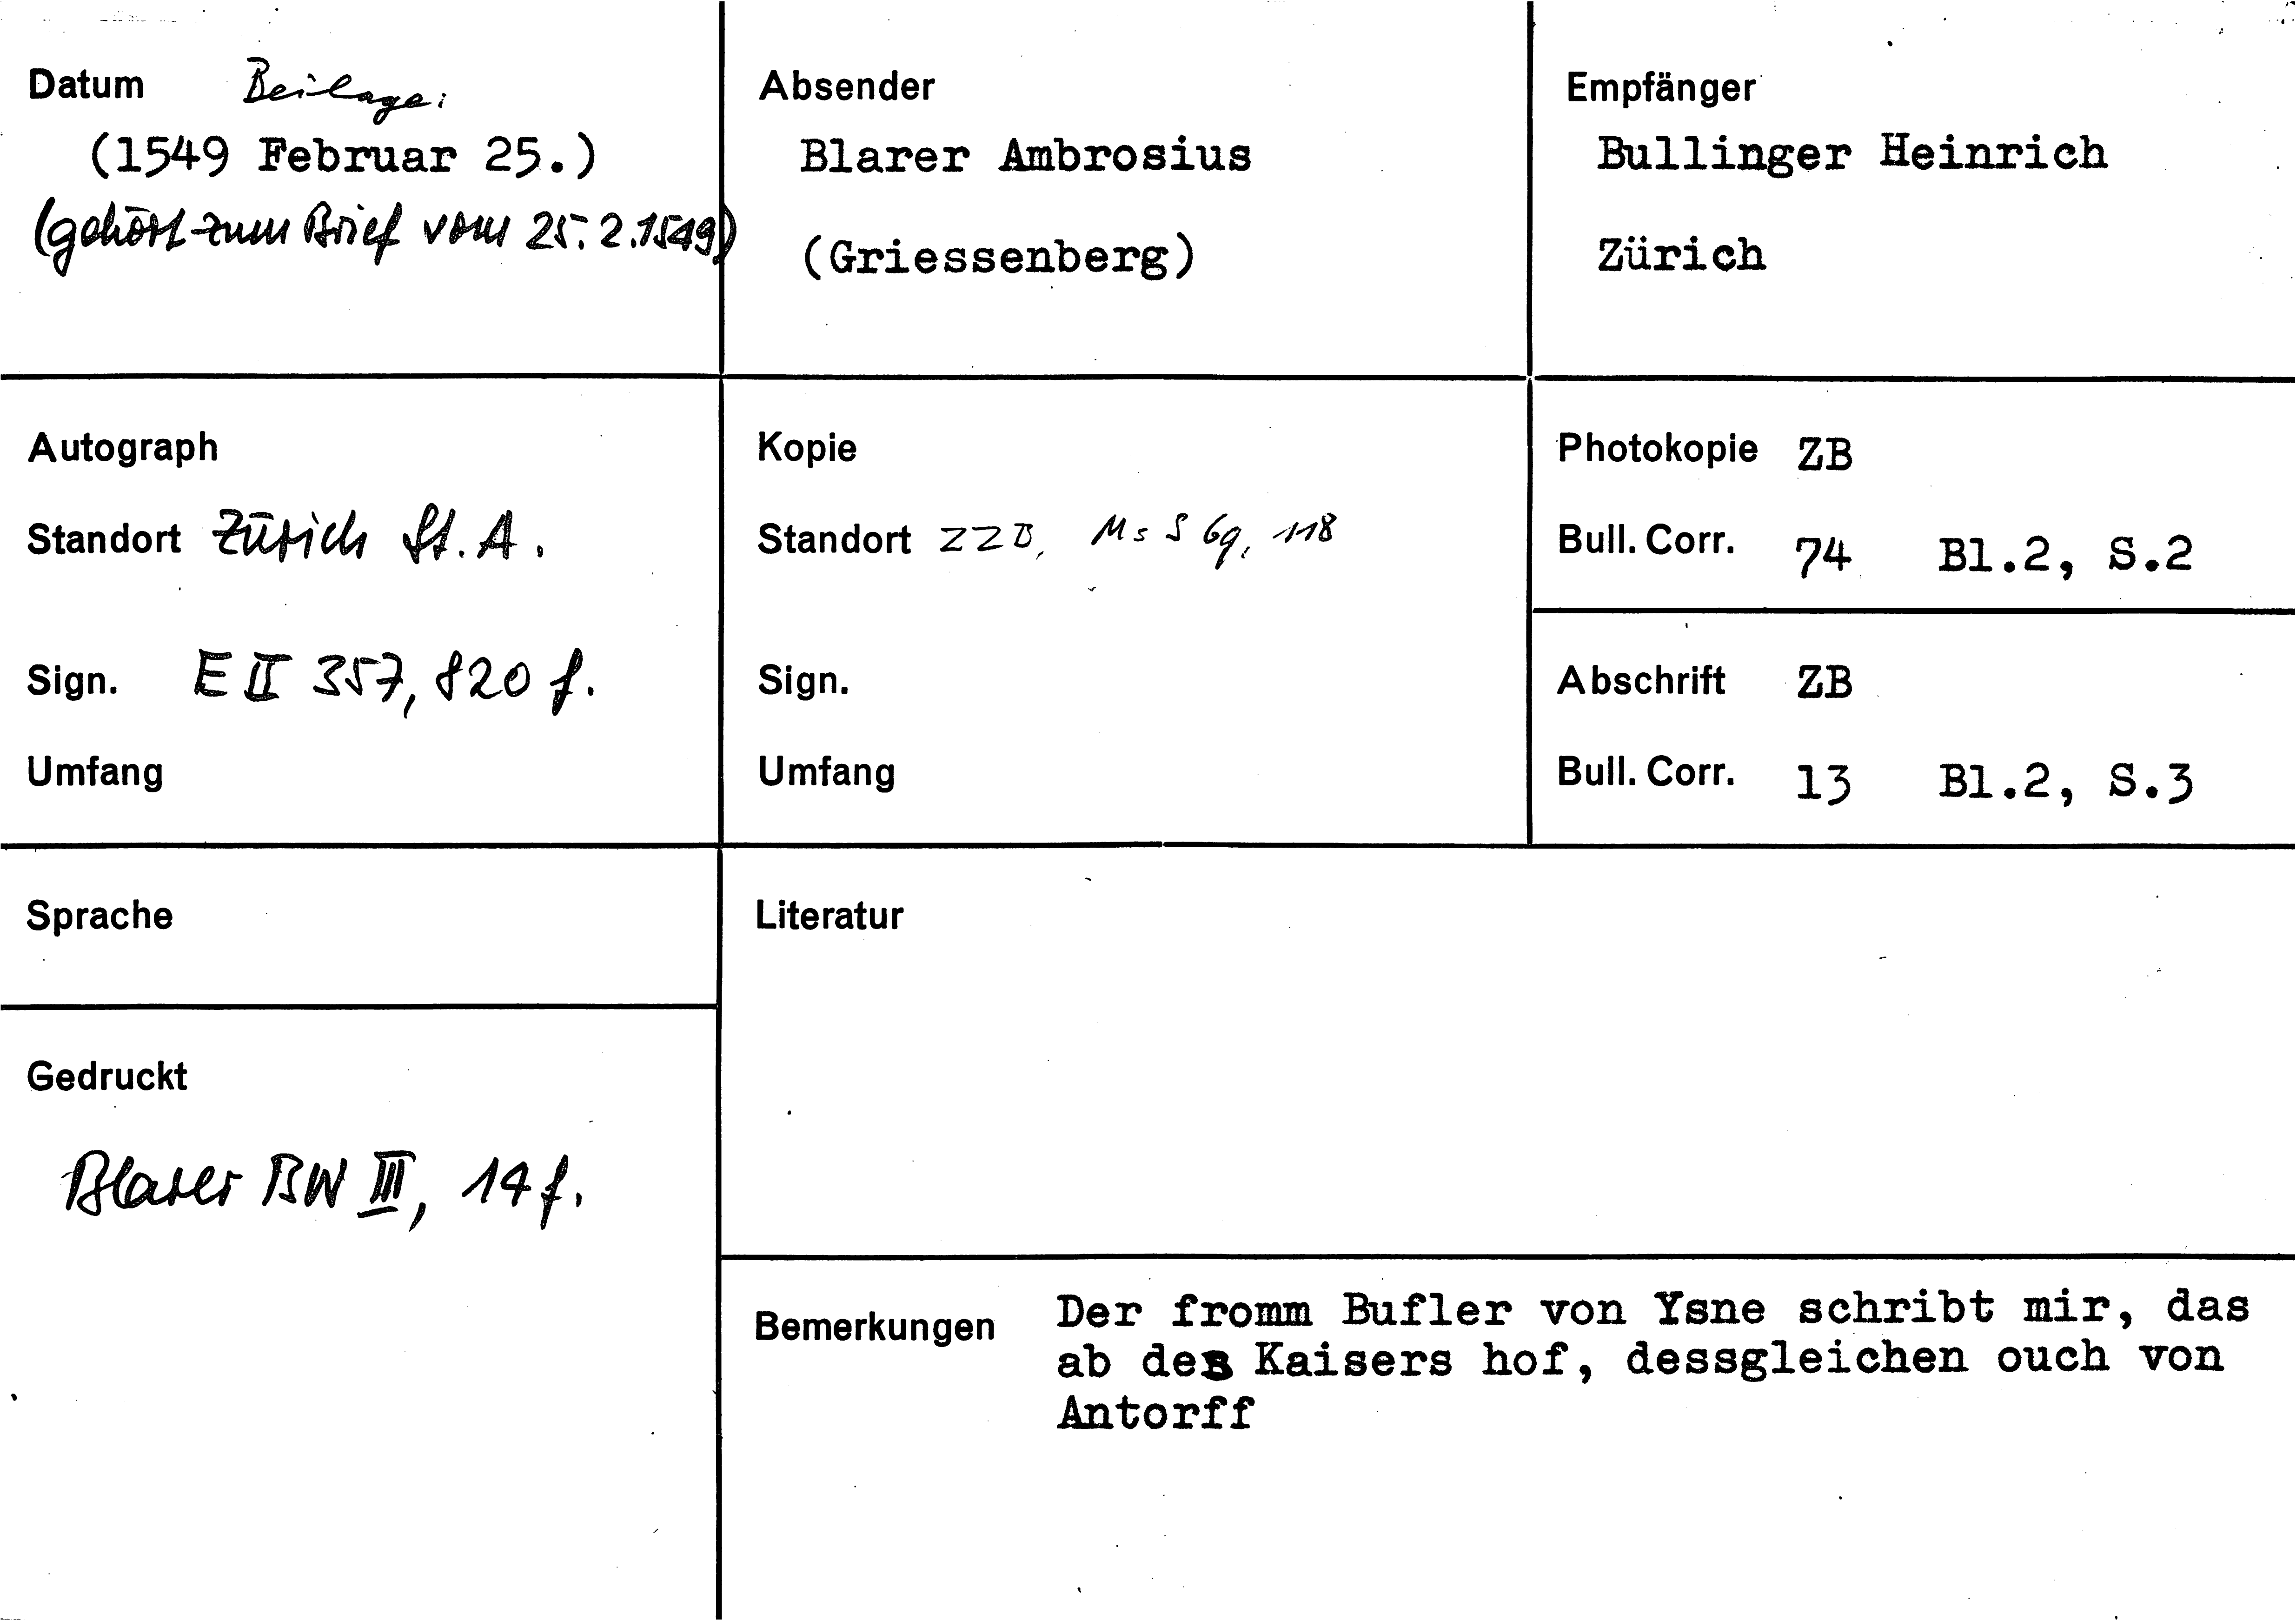 Datum Beilage:
(1549 Februar 25.)
(gehört zum Brief vom 25.2.1549)
Absender
Blarer Ambrosius
(Griessenberg)
Empfänger
Bullinger Heinrich
Zürich
Autograph
Standort Zürich St.A.
Sign. E II 357, 820 f.
Umfang
Kopie
Standort ZZB, Ms S 69, 118
Sign.
Umfang
Photokopie ZB
Bull. Corr. 74 Bl.2, S.2
Abschrift ZB
Bull. Corr. 13 Bl.2, S.3
Sprache
Literatur
Gedruckt
Blarer BW III, 14 f.
Bemerkungen Der fromm Bufler von Ysne schribt mir, das
ab des Kaisers hof, dessgleichen ouch von
Antorff